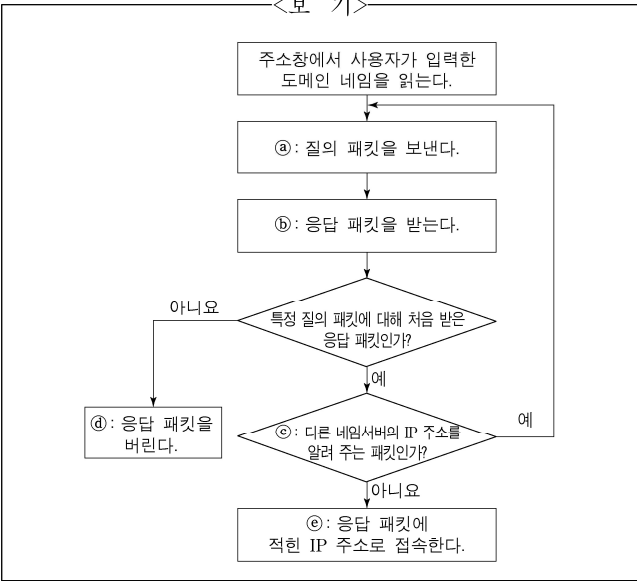 <보 기>
주소창에서 사용자가 입력한
도메인 네임을 읽는다.
ⓐ: 질의 패킷을 보낸다.
ⓑ: 응답 패킷을 받는다.
특정 질의 패킷에 대해 처음 받은
응답 패킷인가?
아니요
예
ⓓ: 응답 패킷을
버린다.
ⓒ: 디른 네임서버의 IP 주소를
알려 주는 패킷인가?
예
아니요
ⓔ: 응답 패킷에
적힌 IP 주소로 접속한다.